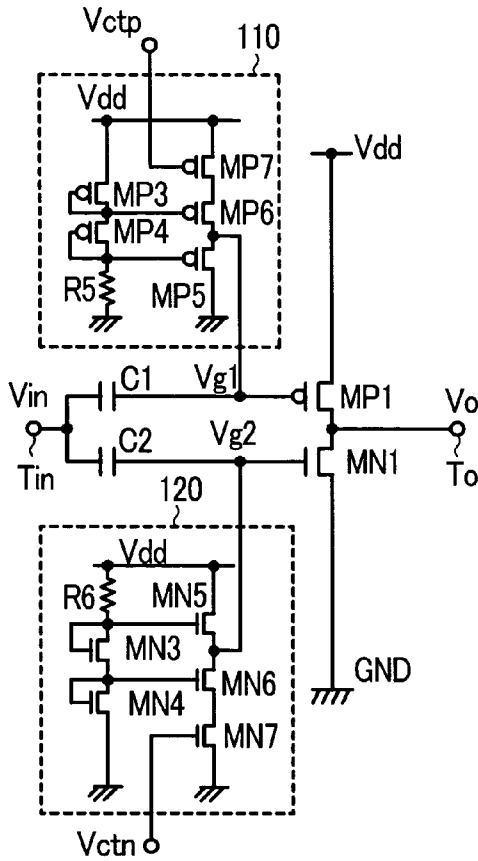 Vctp
110
Vdd
Vdd
MP7
MP3
MP6
MP4
R5
MP5
Vin
C1
Vg1
MP1
Vo
C2
Vg2
MN1
Tin
To
120
Vdd
R6
MN5
MN3
MN6
GND
MN4
MN7
Vctn